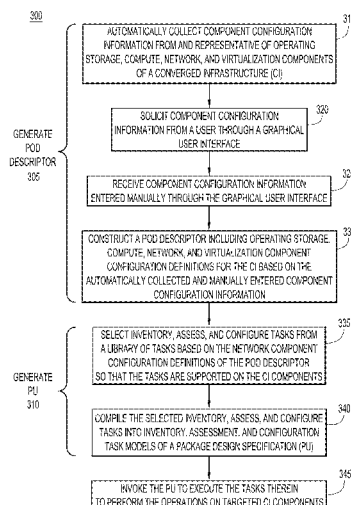 300
31
AUTOMATICALLY COLLECT COMPONENT CONFIGURATION
INFORMATION FROM AND REPRESENTATIVE OF OPERATING
STORAGE, COMPUTE, NETWORK, AND VIRTUALIZATION COMPONENTS
OF A CONVERGED INFRASTRUCTURE (CI)
320
SOLICIT COMPONENT CONFIGURATION
INFORMATION FROM A USER THROUGH A GRAPHICAL
USER INTERFACE
GENERATE
POD
DESCRIPTOR
305
32
RECEIVE COMPONENT CONFIGURATION INFORMATION
ENTERED MANUALLY THROUGH THE GRAPHICAL USER INTERFACE
33
CONSTRUCT A POD DESCRIPTOR INCLUDING OPERATING STORAGE,
COMPUTE, NETWORK, AND VIRTUALIZATION COMPONENT
CONFIGURATION DEFINITIONS FOR THE CI BASED ON THE
AUTOMATICALLY COLLECTED AND MANUALLY ENTERED COMPONENT
CONFIGURATION INFORMATION
335
SELECT INVENTORY, ASSESS, AND CONFIGURE TASKS FROM
A LIBRARY OF TASKS BASED ON THE NETWORK COMPONENT
CONFIGURATION DEFINITIONS OF THE POD DESCRIPTOR
SO THAT THE TASKS ARE SUPPORTED ON THE CI COMPONENTS
GENERATE
PU
310
340
COMPILE THE SELECTED INVENTORY, ASSESS, AND CONFIGURE
TASKS INTO INVENTORY, ASSESSMENT, AND CONFIGURATION
TASK MODELS OF A PACKAGE DESIGN SPECIFICATION (PU)
345
INVOKE THE PU TO EXECUTE THE TASKS THEREIN
TO PERFORM THE OPERATIONS ON TARGETED CI COMPONENTS